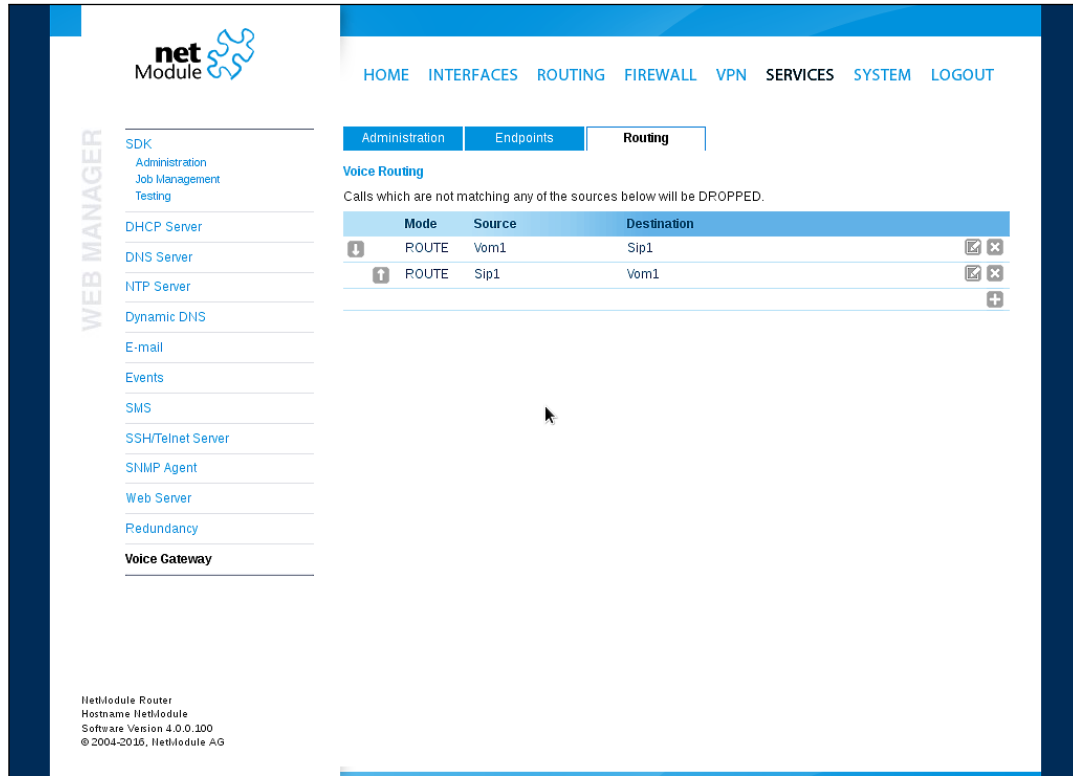 net
Module
HOME INTERFACES ROUTING FIREWALL VPN SERVICES SYSTEM LOGOUT
WEB MANAGER
SDK
Administration
Job Management
Testing
DHCP Server
DNS Server
NTP Server
Dynamic DNS
E-mail
Events
SMS
SSH/Telnet Server
SNMP Agent
Web Server
Redundancy
Voice Gateway
Administration Endpoints Routing
Voice Routing
Calls which are not matching any of the sources below will be DROPPED.
Mode Source Destination
ROUTE Vom1 Sip1
ROUTE Sip1 Vom1
NetModule Router
Hostname NetModule
Software Version 4.0.0.100
© 2004-2016, NetModule AG